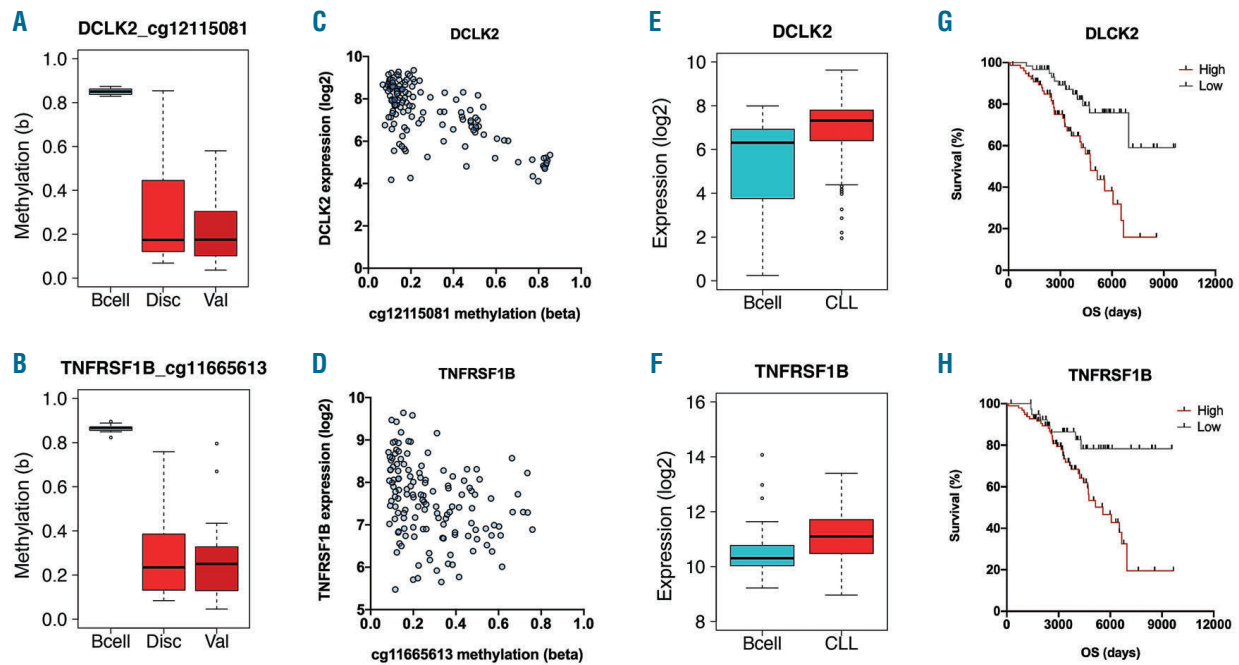 A
DCLK2_cg12115081
Methylation (b)
1.0
0.8
0.6
0.4
0.2
0.0
Bcell Disc Val
C
DCLK2
DCLK2 expression (log2)
10
8
6
4
2
0
0.0 0.2 0.4 0.6 0.8 1.0
cg12115081 methylation (beta)
E
DCLK2
Expression (log2)
10
8
6
4
2
0
Bcell CLL
G
DLCK2
Survival (%)
100
80
60
40
20
0
High
Low
0 3000 6000 9000 12000
OS (days)
B
TNFRSF1B_cg11665613
Methylation (b)
1.0
0.8
0.6
0.4
0.2
0.0
Bcell Disc Val
D
TNFRSF1B
TNFRSF1B expression (log2)
10
9
8
7
6
5
0.0 0.2 0.4 0.6 0.8 1.0
cg11665613 methylation (beta)
F
TNFRSF1B
Expression (log2)
16
14
12
10
8
Bcell CLL
H
TNFRSF1B
Survival (%)
100
80
60
40
20
0
High
Low
0 3000 6000 9000 12000
OS (days)